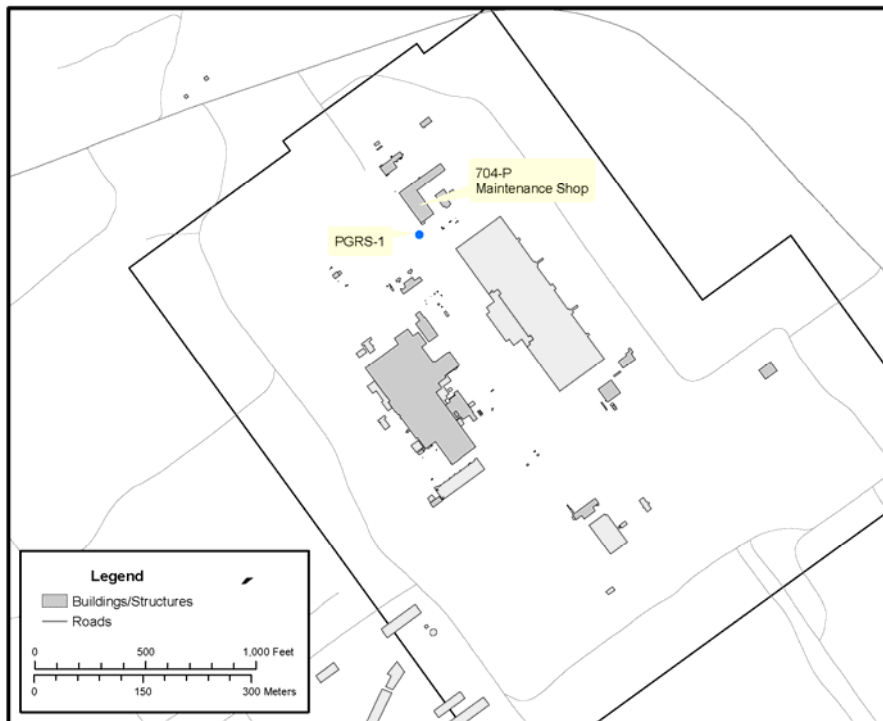 704-P
Maintenance Shop
PGRS-1
Legend
Buildings/Structures
Roads
0 500 1,000 Feet
0 150 300 Meters